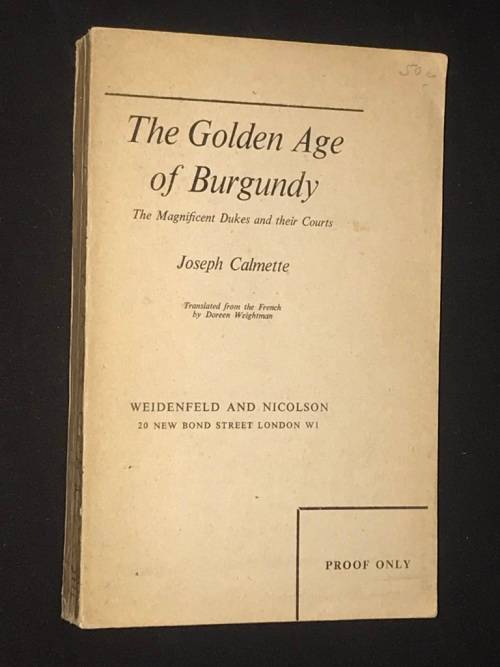 The Golden Age
of Burgundy
The Magnificent Dukes and their Courts
Joseph Calmette
Translated from the French
by Doreen Weightman
WEIDENFELD AND NICOLSON
20 NEW BOND STREET LONDON W1
PROOF ONLY